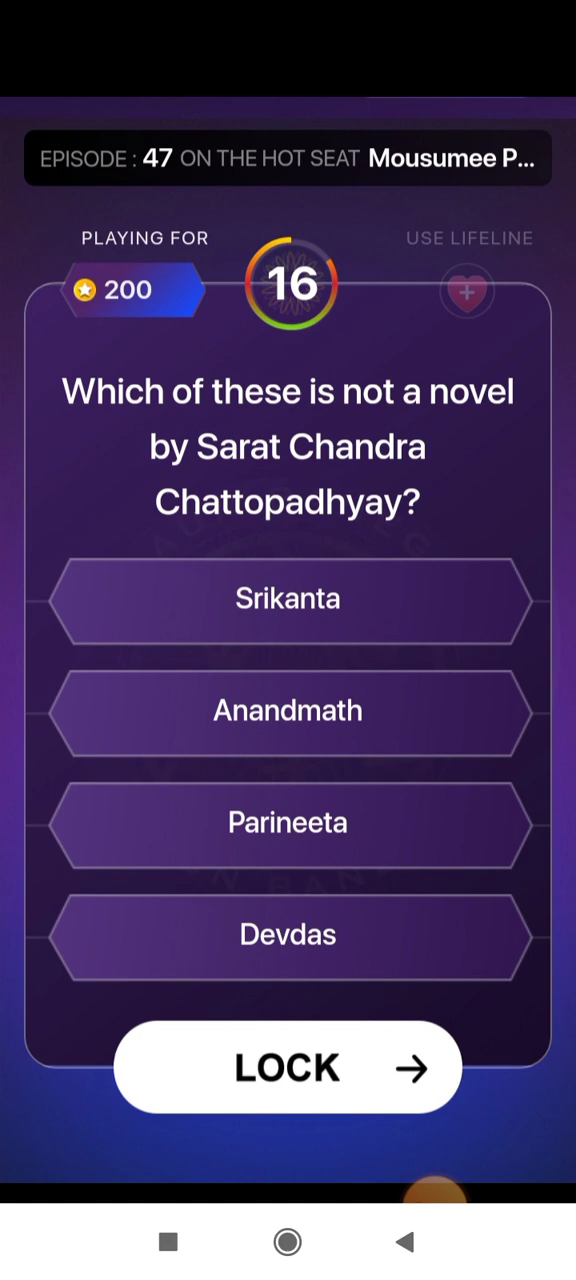 EPISODE : 47 ON THE HOT SEAT Mousumee P...
PLAYING FOR
USE LIFELINE
200
16
Which of these is not a novel
by Sarat Chandra
Chattopadhyay?
Srikanta
Anandmath
Parineeta
Devdas
LOCK